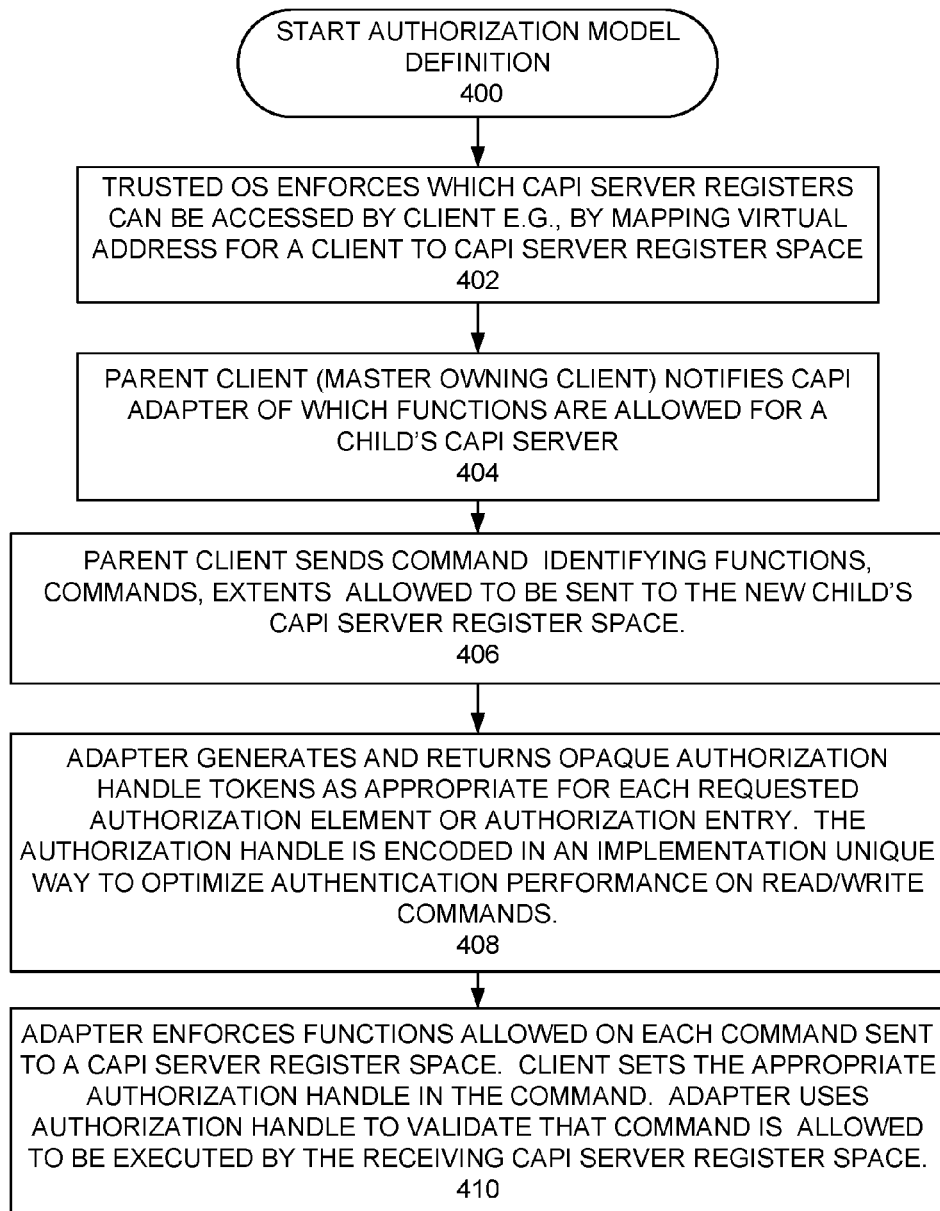 START AUTHORIZATION MODEL
DEFINITION
400
TRUSTED OS ENFORCES WHICH CAPI SERVER REGISTERS
CAN BE ACCESSED BY CLIENT E.G., BY MAPPING VIRTUAL
ADDRESS FOR A CLIENT TO CAPI SERVER REGISTER SPACE
402
PARENT CLIENT (MASTER OWNING CLIENT) NOTIFIES CAPI
ADAPTER OF WHICH FUNCTIONS ARE ALLOWED FOR A
CHILD'S CAPI SERVER
404
PARENT CLIENT SENDS COMMAND IDENTIFYING FUNCTIONS,
COMMANDS, EXTENTS ALLOWED TO BE SENT TO THE NEW CHILD'S
CAPI SERVER REGISTER SPACE.
406
ADAPTER GENERATES AND RETURNS OPAQUE AUTHORIZATION
HANDLE TOKENS AS APPROPRIATE FOR EACH REQUESTED
AUTHORIZATION ELEMENT OR AUTHORIZATION ENTRY. THE
AUTHORIZATION HANDLE IS ENCODED IN AN IMPLEMENTATION UNIQUE
WAY TO OPTIMIZE AUTHENTICATION PERFORMANCE ON READ/WRITE
COMMANDS.
408
ADAPTER ENFORCES FUNCTIONS ALLOWED ON EACH COMMAND SENT
TO A CAPI SERVER REGISTER SPACE. CLIENT SETS THE APPROPRIATE
AUTHORIZATION HANDLE IN THE COMMAND. ADAPTER USES
AUTHORIZATION HANDLE TO VALIDATE THAT COMMAND IS ALLOWED
TO BE EXECUTED BY THE RECEIVING CAPI SERVER REGISTER SPACE.
410